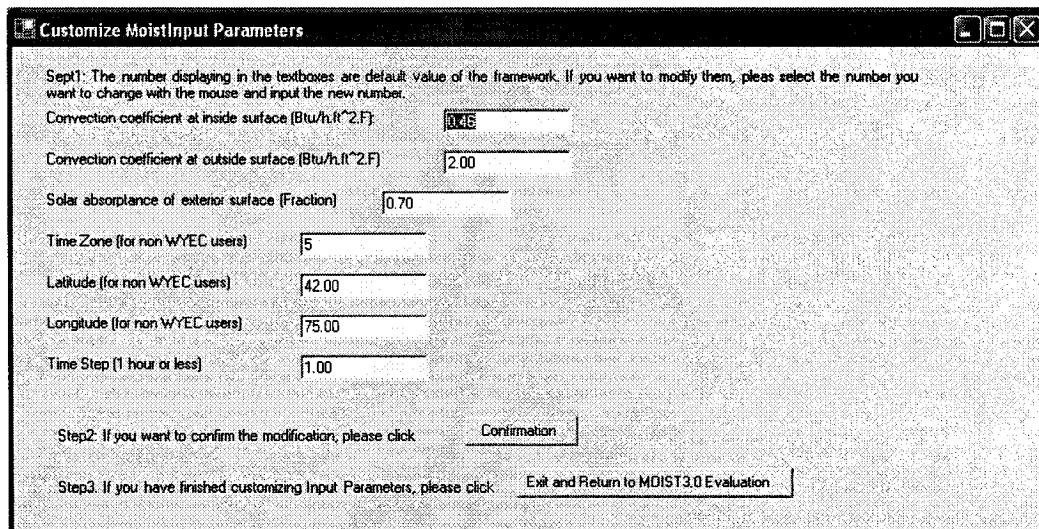 Customize MoistInput Parameters
Sept1: The number displaying in the textboxes are default value of the framework. If you want to modify them, pleas select the number you
want to change with the mouse and input the new number.
Convection coefficient at inside surface (Btu/h.ft^2.F): 0.46
Convection coefficient at outside surface (Btu/h.ft^2.F) 2.00
Solar absorptance of exterior surface (Fraction) 0.70
Time Zone (for non WYEC users) 5
Latitude (for non WYEC users) 42.00
Longitude (for non WYEC users) 75.00
Time Step (1 hour or less) 1.00
Step2: If you want to confirm the modification, please click Confirmation
Step3. If you have finished customizing Input Parameters, please click Exit and Return to MOIST3.0 Evaluation